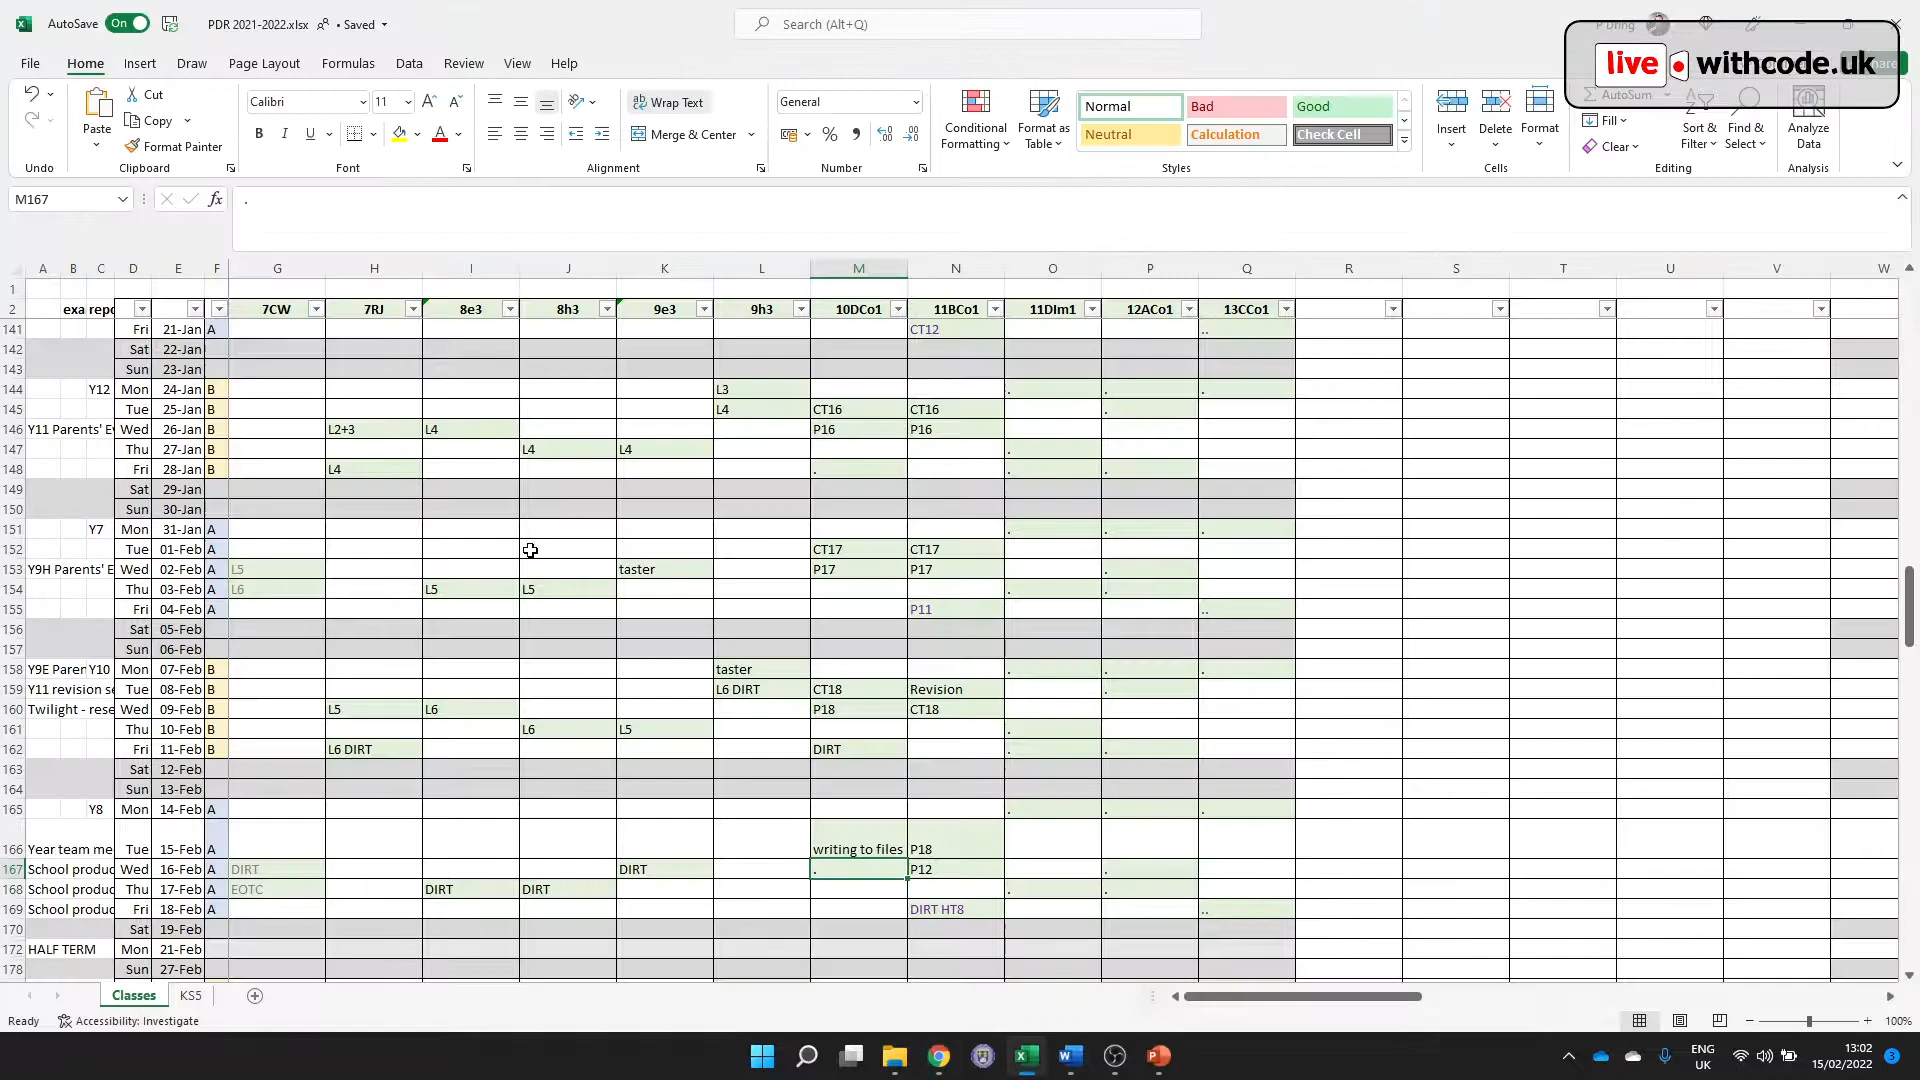 AutoSave On PDR 2021-2022.xlsx • Saved Search (Alt+Q)
live withcode.uk
File Home Insert Draw Page Layout Formulas Data Review View Help
Cut Calibri 11 Wrap Text General Normal Bad Good AutoSum
Copy Fill
Paste Format Painter Merge & Center Conditional Formatting Format as Table Neutral Calculation Check Cell Insert Delete Format Clear Sort & Filter Find & Select Analyze Data
Undo Clipboard Font Alignment Number Styles Cells Editing Analysis
M167 fx .
A B C D E F G H I J K L M N O P Q R S T U V W
1
2 exa repo 7CW 7RJ 8e3 8h3 9e3 9h3 10DCo1 11BCo1 11DIm1 12ACo1 13CCo1
141 Fri 21-Jan A CT12 ..
142 Sat 22-Jan
143 Sun 23-Jan
144 Y12 Mon 24-Jan B L3 . . .
145 Tue 25-Jan B L4 CT16 CT16 .
146 Y11 Parents' E Wed 26-Jan B L2+3 L4 P16 P16
147 Thu 27-Jan B L4 L4 .
148 Fri 28-Jan B L4 . . .
149 Sat 29-Jan
150 Sun 30-Jan
151 Y7 Mon 31-Jan A . . .
152 Tue 01-Feb A CT17 CT17
153 Y9H Parents' E Wed 02-Feb A L5 taster P17 P17 .
154 Thu 03-Feb A L6 L5 L5 . .
155 Fri 04-Feb A P11 ..
156 Sat 05-Feb
157 Sun 06-Feb
158 Y9E Paren Y10 Mon 07-Feb B taster . . .
159 Y11 revision se Tue 08-Feb B L6 DIRT CT18 Revision .
160 Twilight - rese Wed 09-Feb B L5 L6 P18 CT18
161 Thu 10-Feb B L6 L5 .
162 Fri 11-Feb B L6 DIRT DIRT . .
163 Sat 12-Feb
164 Sun 13-Feb
165 Y8 Mon 14-Feb A . . .
166 Year team me Tue 15-Feb A writing to files P18
167 School produc Wed 16-Feb A DIRT DIRT . P12 .
168 School produc Thu 17-Feb A EOTC DIRT DIRT . .
169 School produc Fri 18-Feb A DIRT HT8 ..
170 Sat 19-Feb
172 HALF TERM Mon 21-Feb
178 Sun 27-Feb
Classes KS5
Ready Accessibility: Investigate 100%
ENG UK 13:02 15/02/2022 3